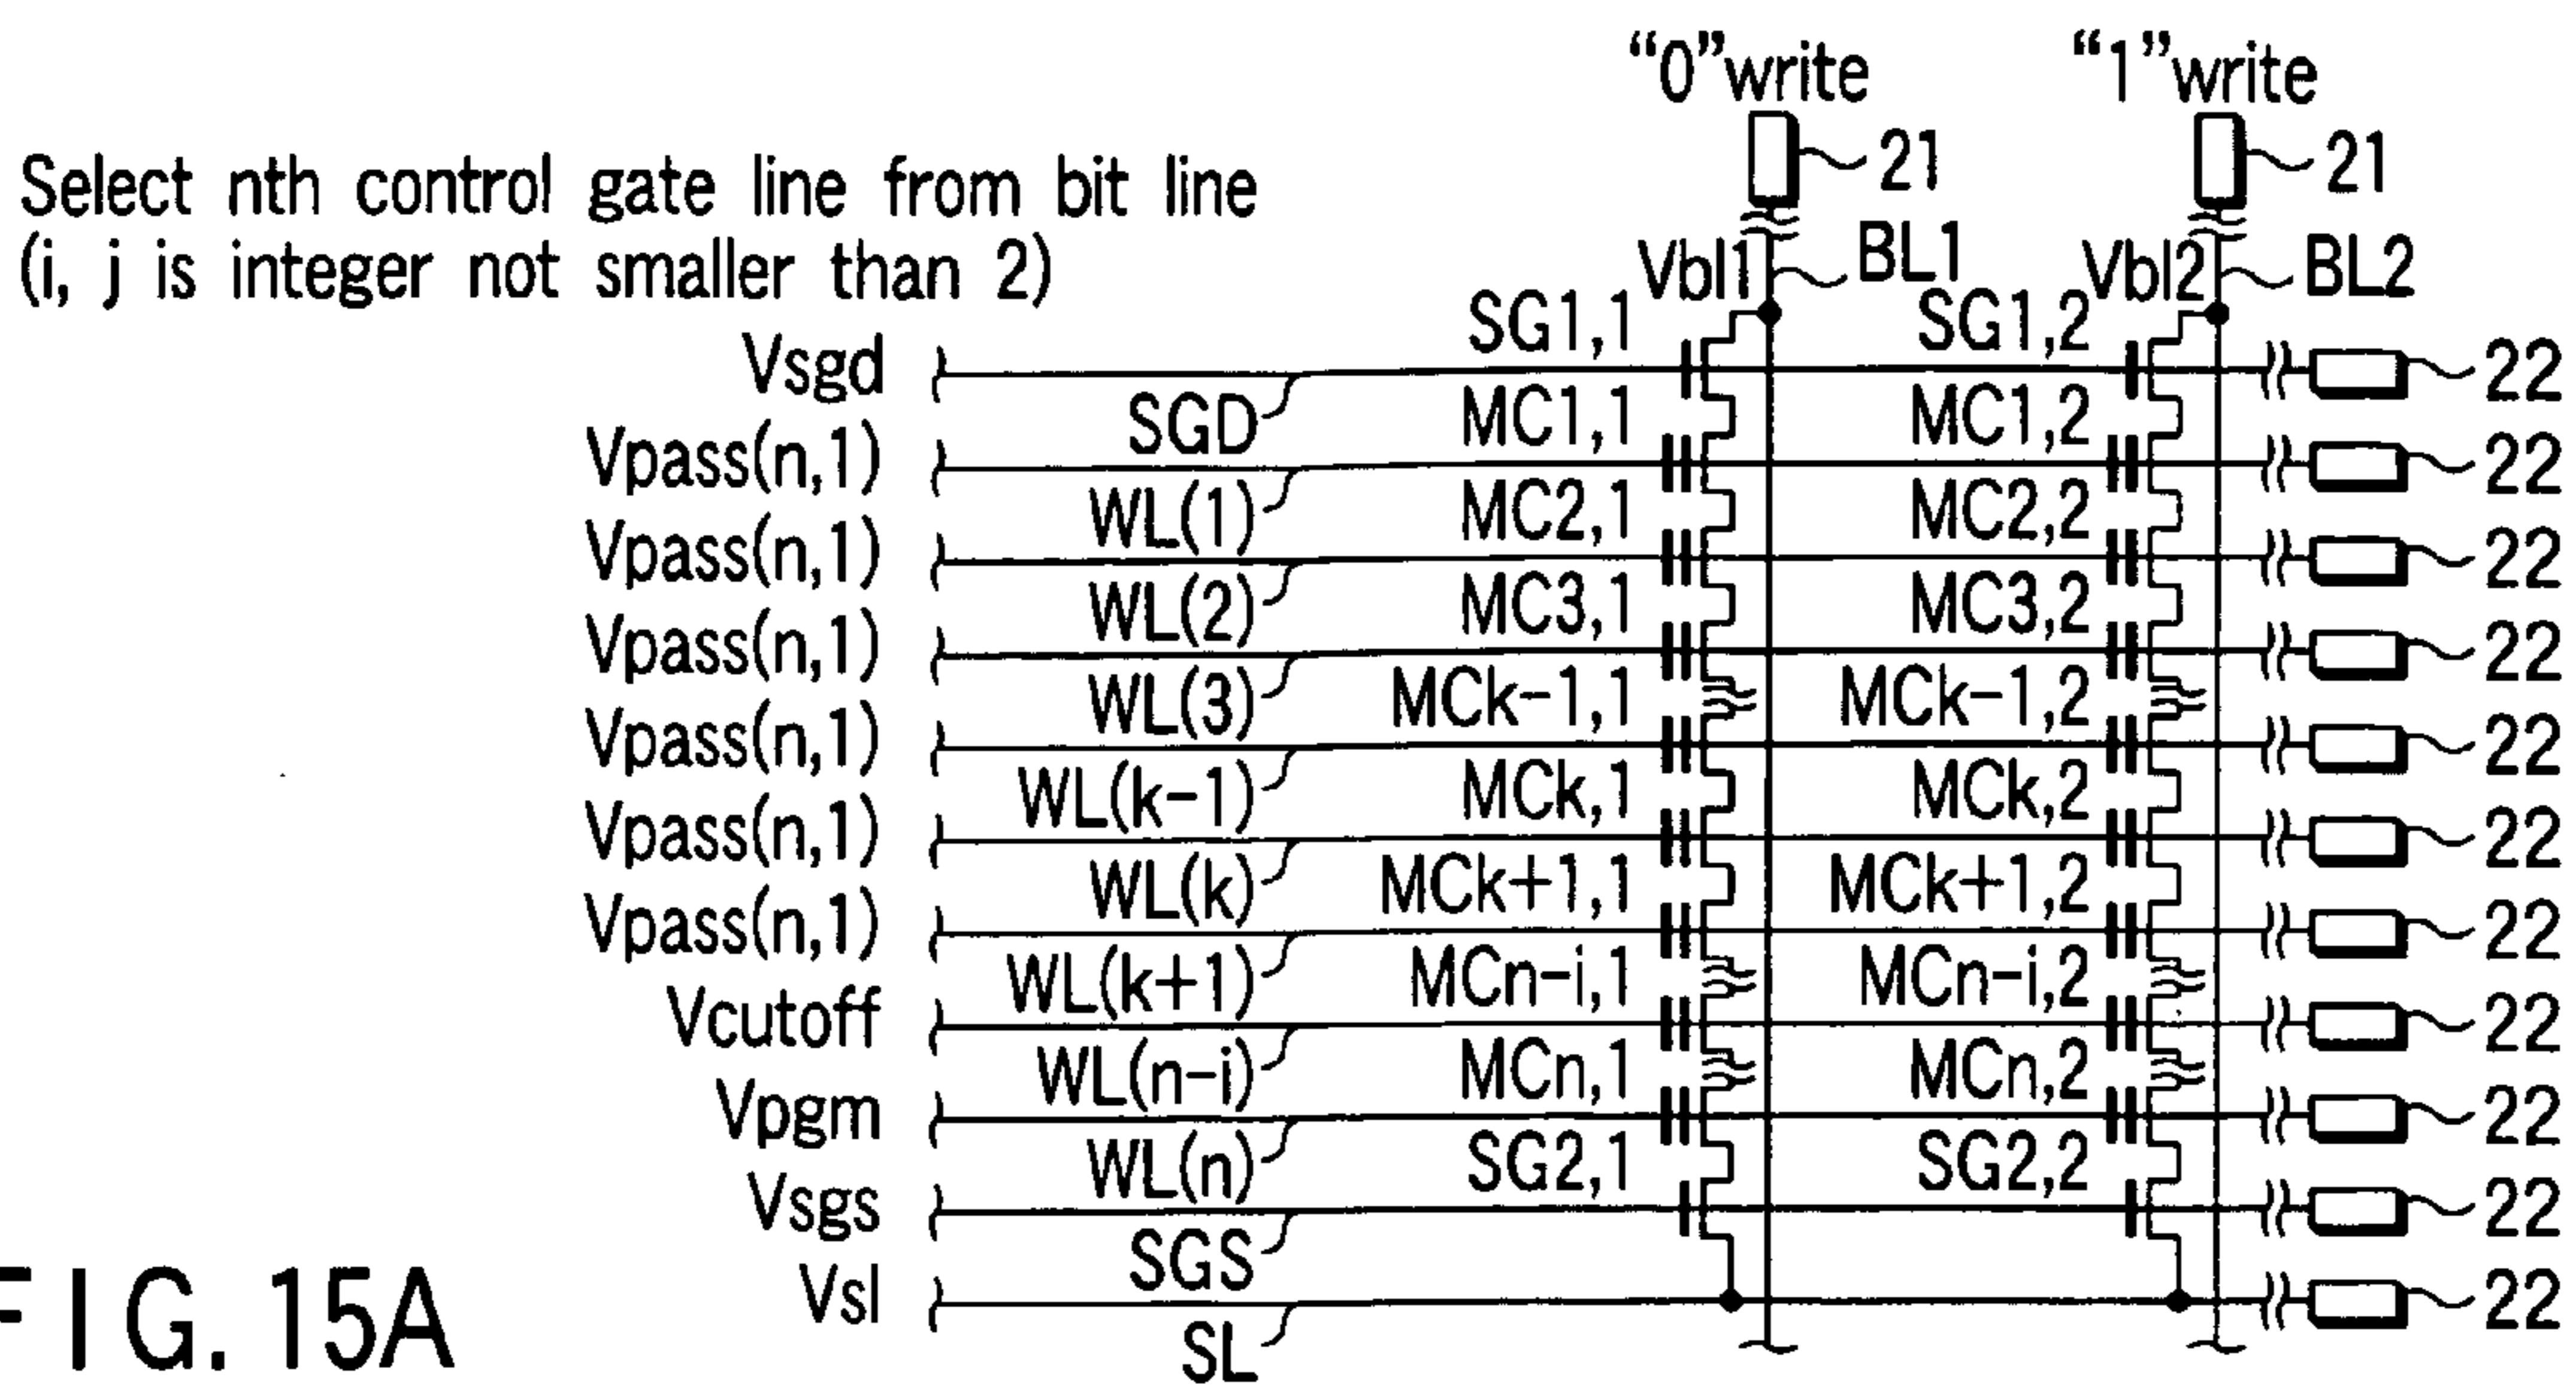 “0”write “1”write
21 21
Select nth control gate line from bit line
(i, j is integer not smaller than 2)
Vbl1 BL1 Vbl2 BL2
Vsgd SG1,1 SG1,2 22
SGD MC1,1 MC1,2
Vpass(n,1) 22
WL(1) MC2,1 MC2,2
Vpass(n,1) 22
WL(2) MC3,1 MC3,2
Vpass(n,1) 22
WL(3) MCk-1,1 MCk-1,2
Vpass(n,1) 22
WL(k-1) MCk,1 MCk,2
Vpass(n,1) 22
WL(k) MCk+1,1 MCk+1,2
Vpass(n,1) 22
WL(k+1) MCn-i,1 MCn-i,2
Vcutoff 22
WL(n-i) MCn,1 MCn,2
Vpgm 22
WL(n) SG2,1 SG2,2
Vsgs 22
SGS
Vsl 22
SL
FIG. 15A